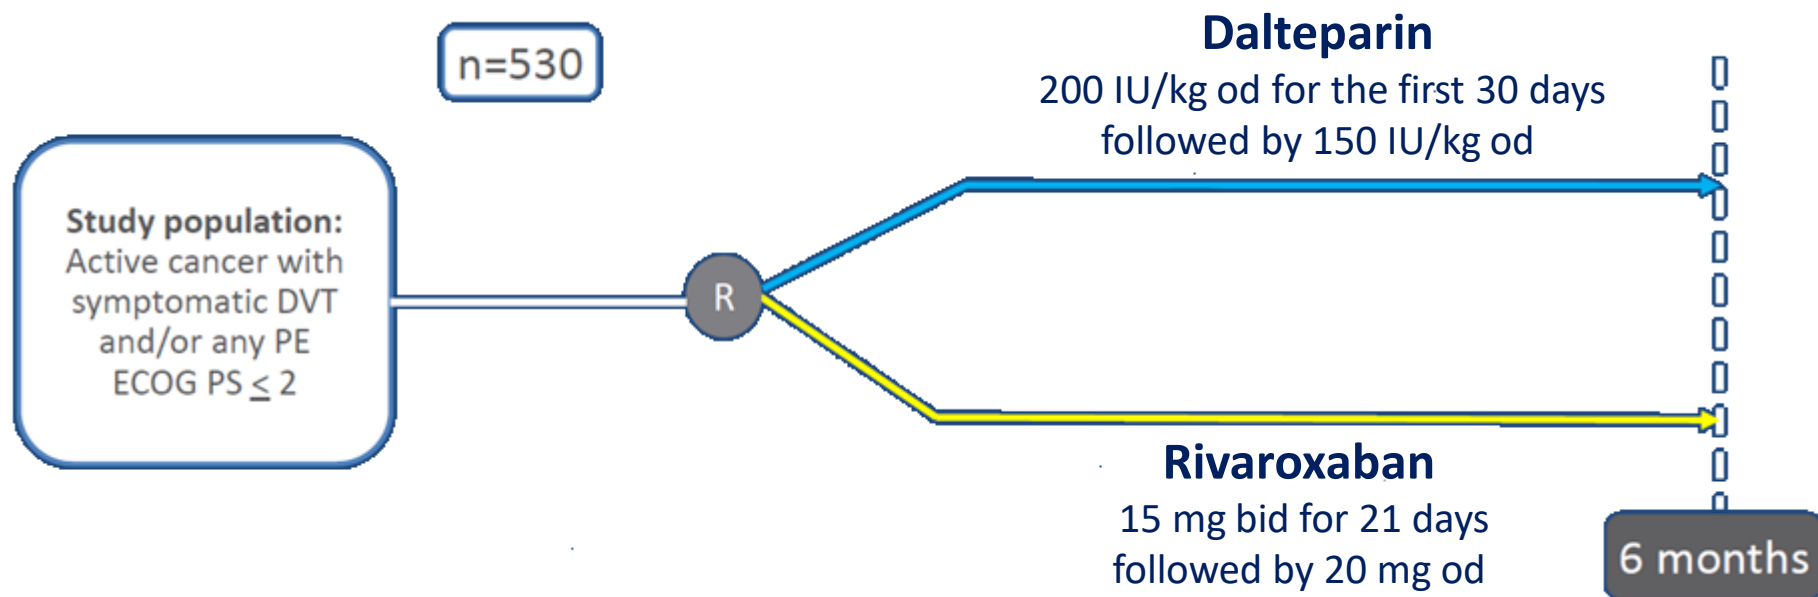 n=530
Study population:
Active cancer with
symptomatic DVT
and/or any PE
ECOG PS ≤ 2
R
Dalteparin
200 IU/kg od for the first 30 days
followed by 150 IU/kg od
Rivaroxaban
15 mg bid for 21 days
followed by 20 mg od
6 months